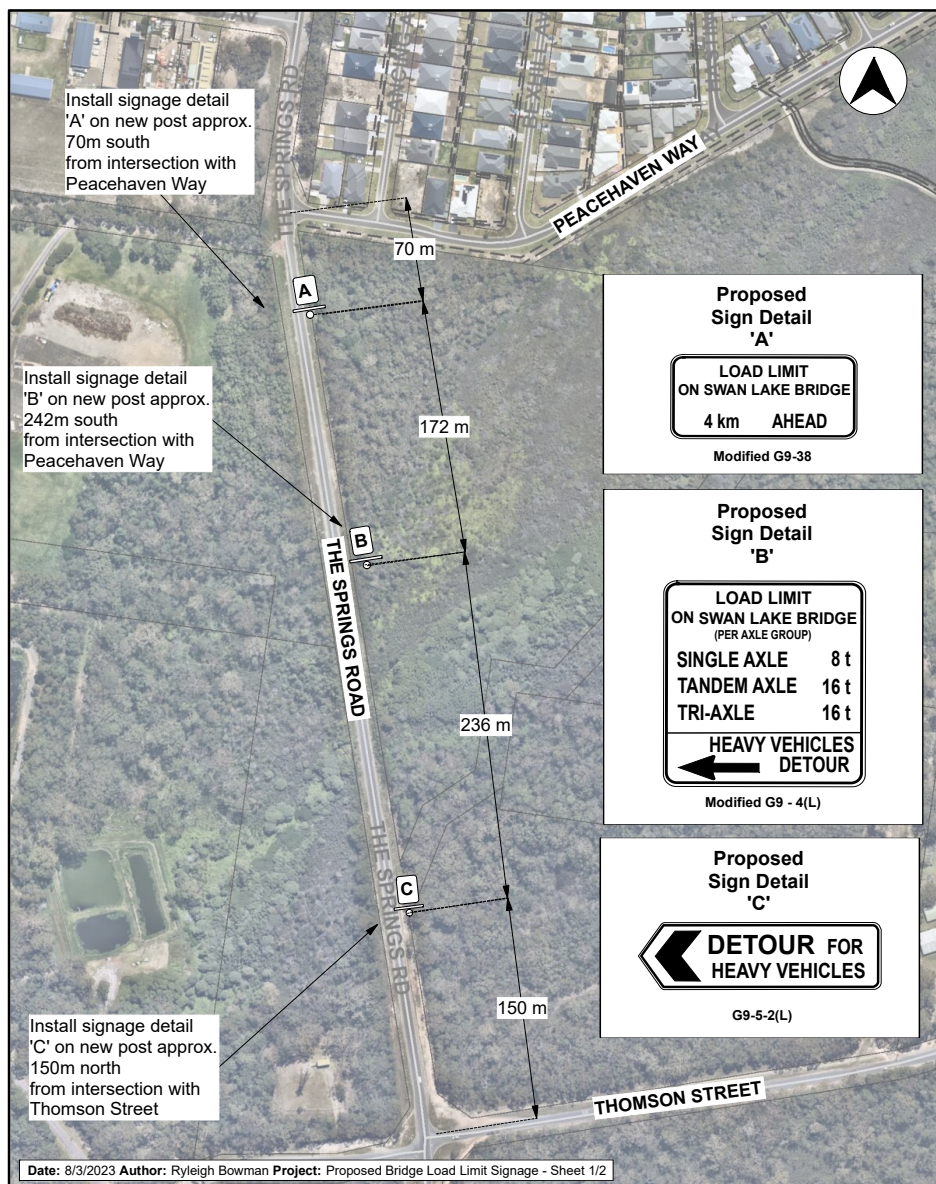 Install signage detail
'A' on new post approx.
70m south
from intersection with
Peacehaven Way
THE SPRINGS RD
PEACEHAVEN WAY
70 m
A
Install signage detail
'B' on new post approx.
242m south
from intersection with
Peacehaven Way
172 m
B
THE SPRINGS ROAD
236 m
THE SPRINGS RD
C
150 m
Install signage detail
'C' on new post approx.
150m north
from intersection with
Thomson Street
THOMSON STREET
Proposed
Sign Detail
'A'
LOAD LIMIT
ON SWAN LAKE BRIDGE
4 km AHEAD
Modified G9-38
Proposed
Sign Detail
'B'
LOAD LIMIT
ON SWAN LAKE BRIDGE
(PER AXLE GROUP)
SINGLE AXLE 8 t
TANDEM AXLE 16 t
TRI-AXLE 16 t
HEAVY VEHICLES
DETOUR
Modified G9 - 4(L)
Proposed
Sign Detail
'C'
DETOUR FOR
HEAVY VEHICLES
G9-5-2(L)
Date: 8/3/2023 Author: Ryleigh Bowman Project: Proposed Bridge Load Limit Signage - Sheet 1/2